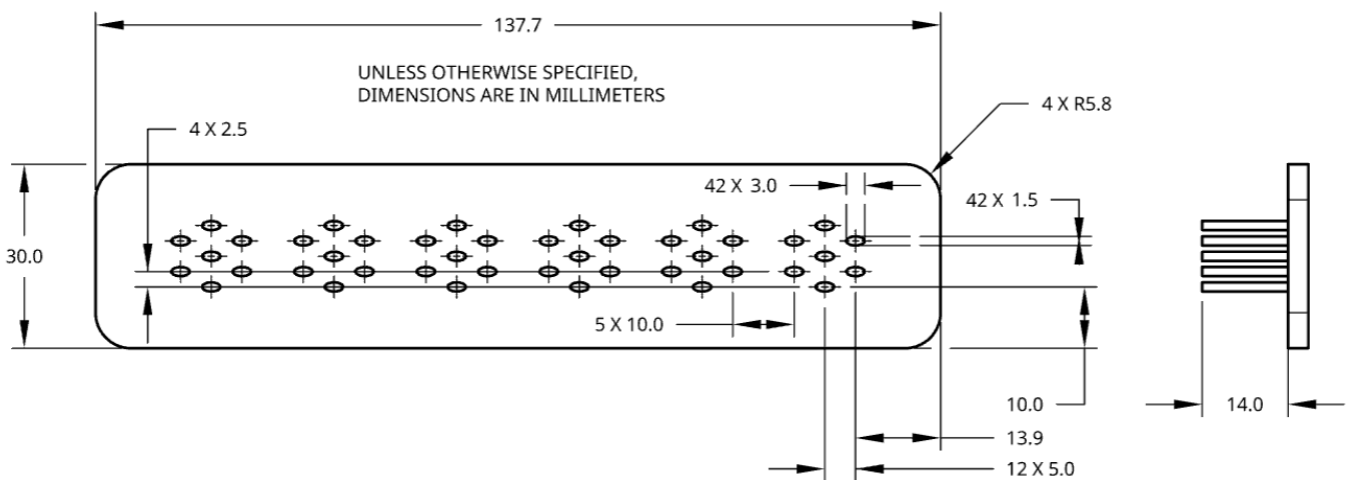 137.7
UNLESS OTHERWISE SPECIFIED,
DIMENSIONS ARE IN MILLIMETERS
4 X R5.8
4 X 2.5
42 X 3.0
42 X 1.5
30.0
5 X 10.0
10.0
14.0
13.9
12 X 5.0